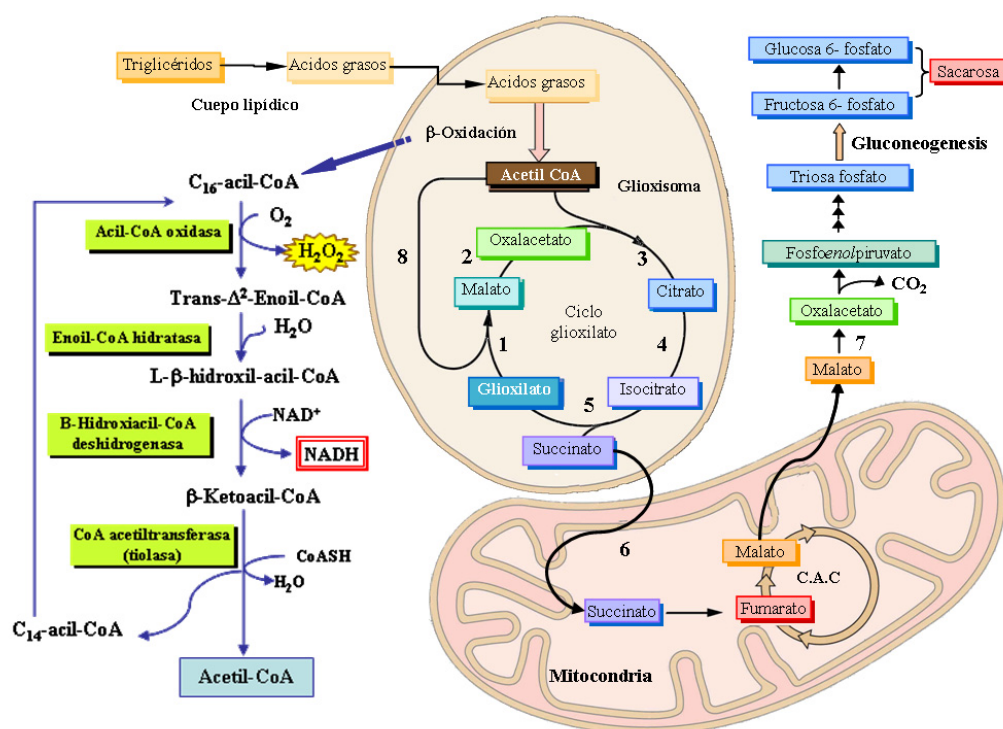 Triglicéridos
Acidos grasos
Cuepo lipídico
Acidos grasos
β-Oxidación
Acetil CoA
Glioxisoma
8
2
Oxalacetato
3
Malato
Citrato
Ciclo
glioxilato
1
4
Glioxilato
Isocitrato
5
Succinato
6
C₁₆-acil-CoA
Acil-CoA oxidasa
O₂
H₂O₂
Trans-Δ²-Enoil-CoA
Enoil-CoA hidratasa
H₂O
L-β-hidroxil-acil-CoA
B-Hidroxiacil-CoA
deshidrogenasa
NAD⁺
NADH
β-Ketoacil-CoA
CoA acetiltransferasa
(tiolasa)
CoASH
H₂O
C₁₄-acil-CoA
Acetil-CoA
Succinato
Fumarato
Malato
C.A.C
Mitocondria
Glucosa 6- fosfato
Sacarosa
Fructosa 6- fosfato
Gluconeogenesis
Triosa fosfato
Fosfoenolpiruvato
CO₂
Oxalacetato
7
Malato